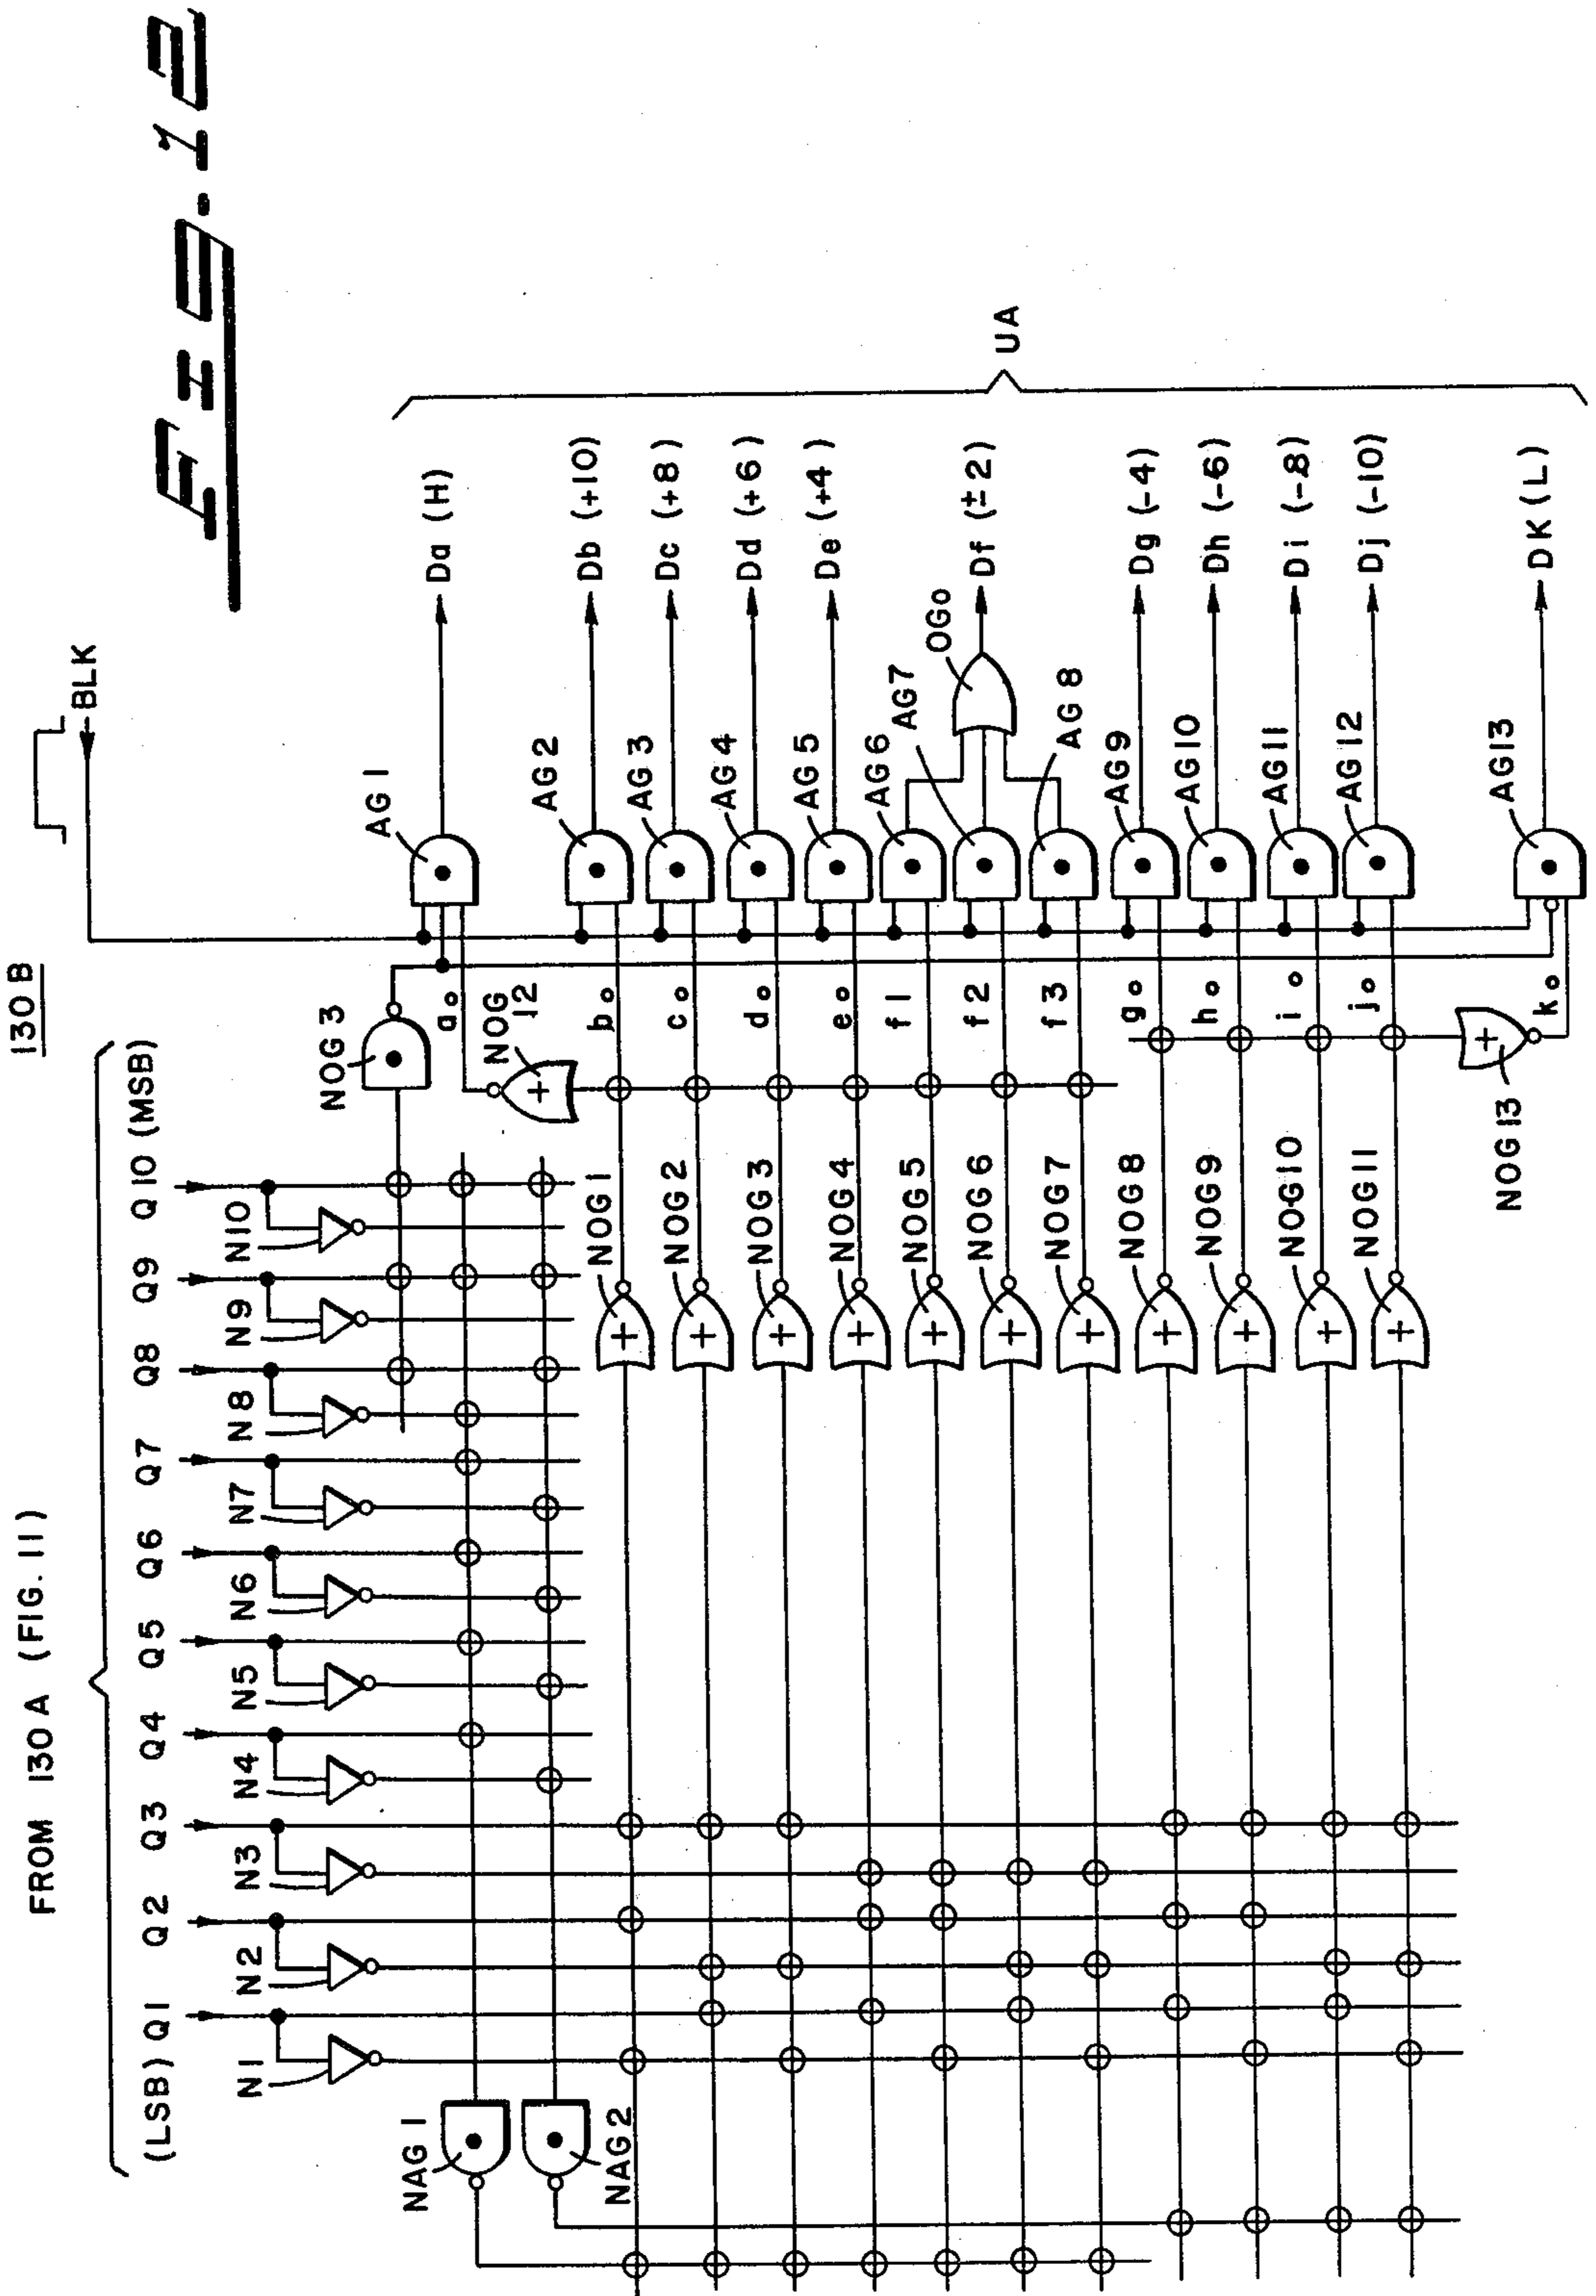 FIG-12
130B
FROM 130A (FIG. 11)
(LSB) Q1 Q2 Q3 Q4 Q5 Q6 Q7 Q8 Q9 Q10 (MSB)
BLK
N1 N2 N3 N4 N5 N6 N7 N8 N9 N10
NOG 3
AG 1
Da (H)
NAG 1
NAG 2
ao
NOG 12
NOG 1
bo
AG 2
Db (+10)
NOG 2
co
AG 3
Dc (+8)
NOG 3
do
AG 4
Dd (+6)
NOG 4
eo
AG 5
De (+4)
NOG 5
f1
AG 6
NOG 6
f2
AG 7
OGo
Df (±2)
NOG 7
f3
AG 8
NOG 8
go
AG 9
Dg (-4)
NOG 9
ho
AG 10
Dh (-6)
NOG 10
io
AG 11
Di (-8)
NOG 11
jo
AG 12
Dj (-10)
NOG 13
ko
AG 13
DK (L)
UA